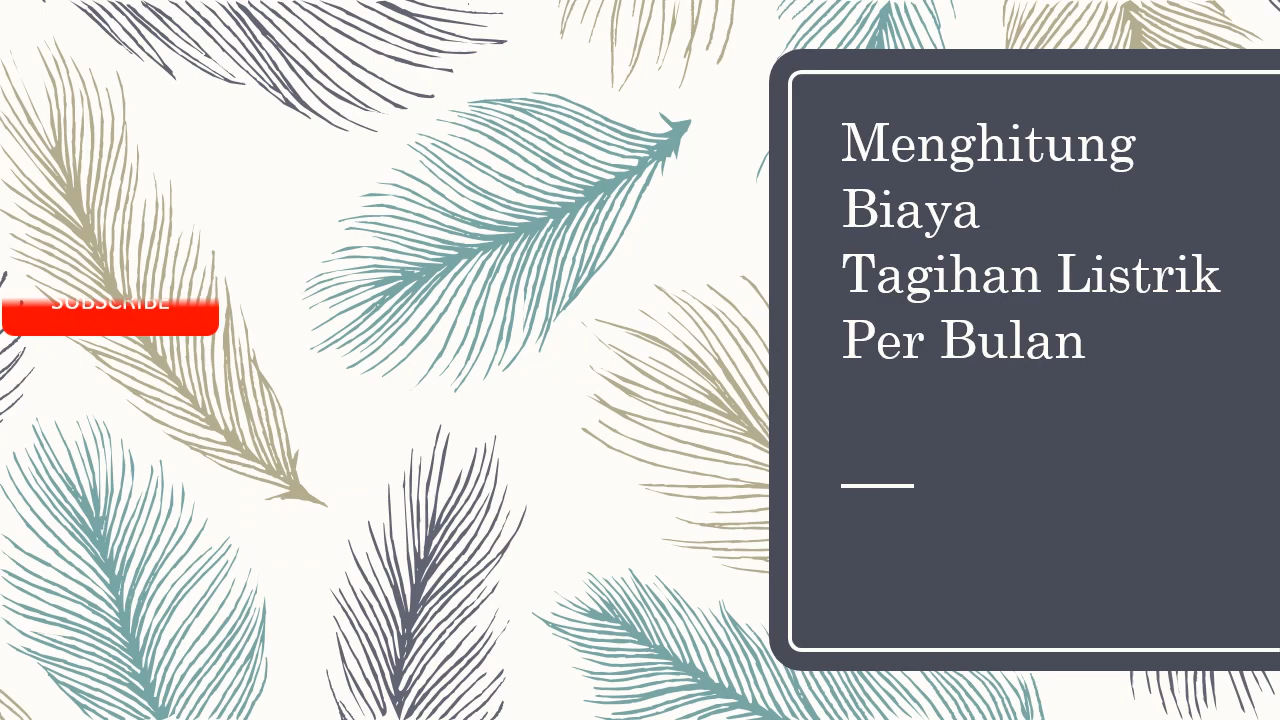 Menghitung
Biaya
Tagihan Listrik
Per Bulan
SUBSCRIBE